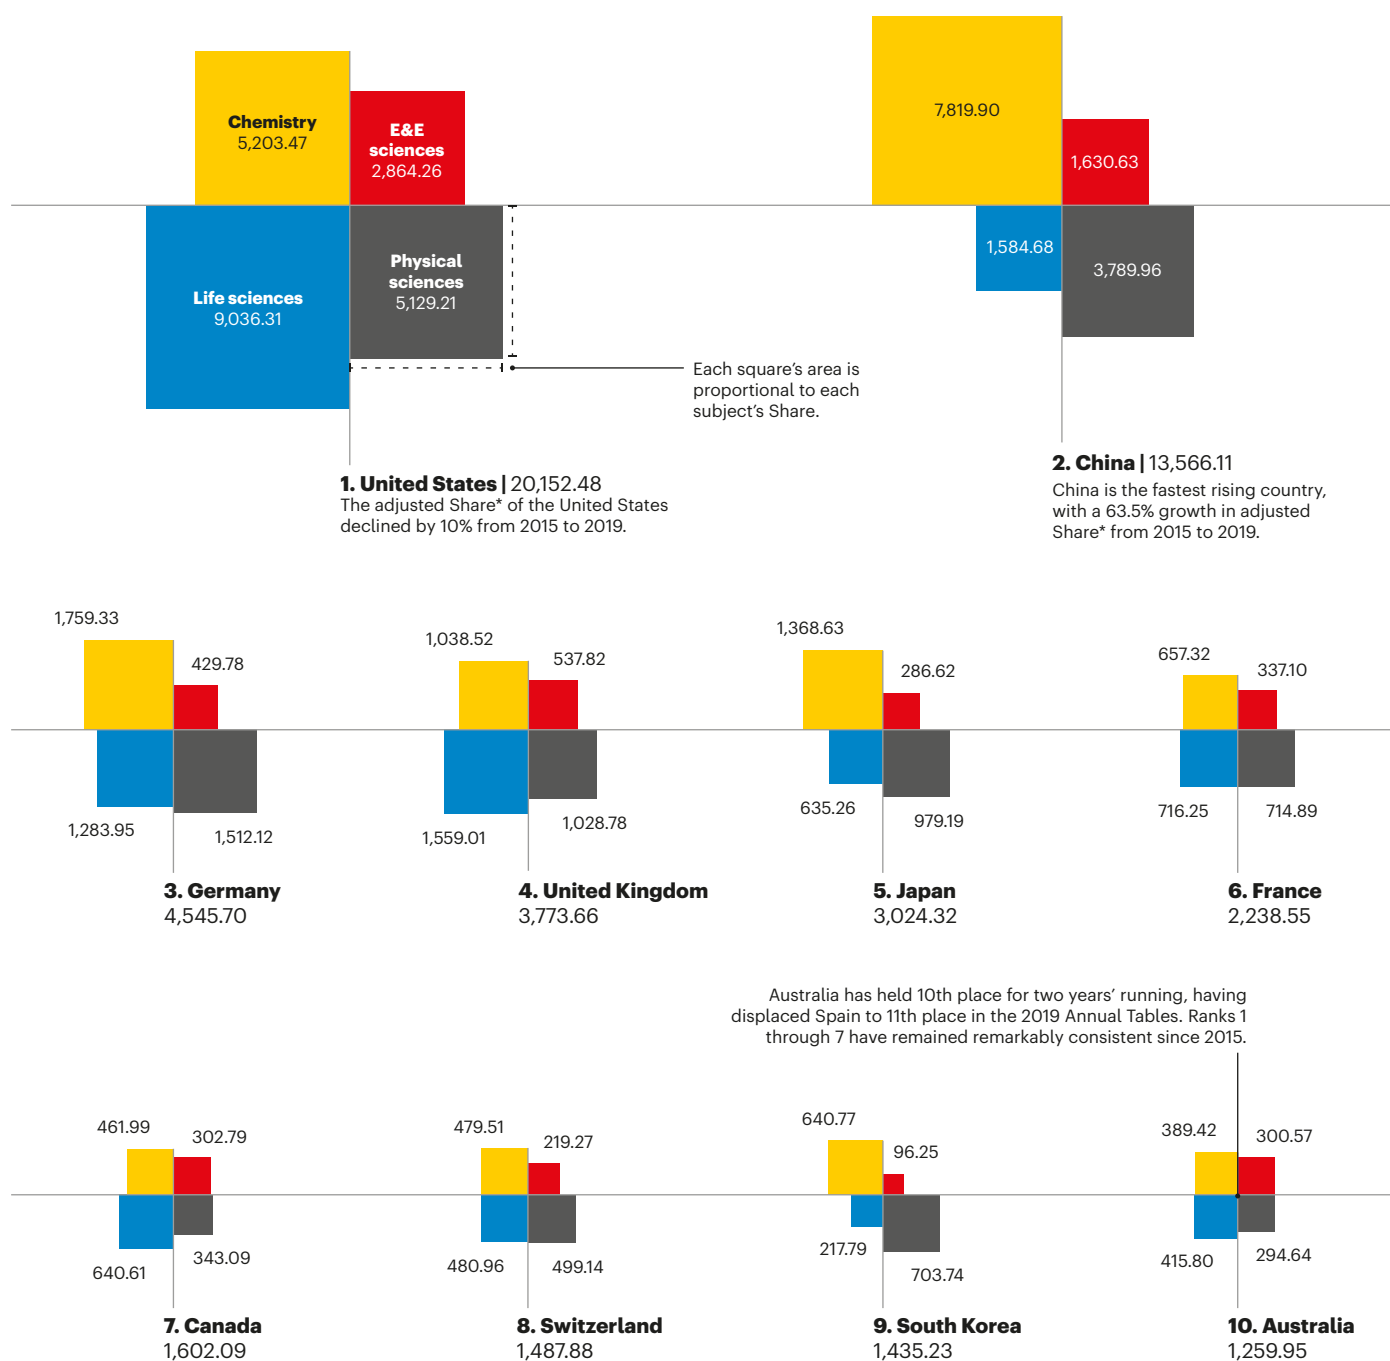 Chemistry
5,203.47
E&E
sciences
2,864.26
Life sciences
9,036.31
Physical
sciences
5,129.21
Each square's area is
proportional to each
subject's Share.
1. United States | 20,152.48
The adjusted Share* of the United States
declined by 10% from 2015 to 2019.
7,819.90
1,630.63
1,584.68
3,789.96
2. China | 13,566.11
China is the fastest rising country,
with a 63.5% growth in adjusted
Share* from 2015 to 2019.
1,759.33
429.78
1,283.95
1,512.12
3. Germany
4,545.70
1,038.52
537.82
1,559.01
1,028.78
4. United Kingdom
3,773.66
1,368.63
286.62
635.26
979.19
5. Japan
3,024.32
657.32
337.10
716.25
714.89
6. France
2,238.55
Australia has held 10th place for two years' running, having
displaced Spain to 11th place in the 2019 Annual Tables. Ranks 1
through 7 have remained remarkably consistent since 2015.
461.99
302.79
640.61
343.09
7. Canada
1,602.09
479.51
219.27
480.96
499.14
8. Switzerland
1,487.88
640.77
96.25
217.79
703.74
9. South Korea
1,435.23
389.42
300.57
415.80
294.64
10. Australia
1,259.95